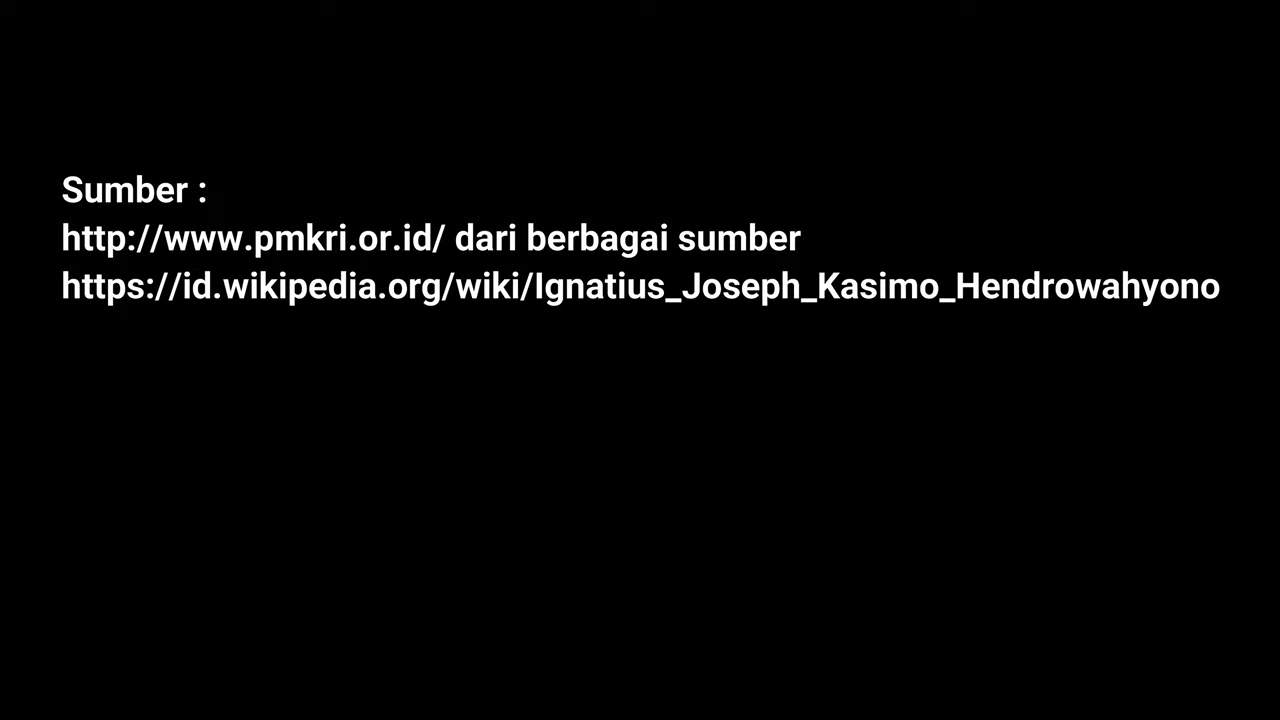 Sumber :
http://www.pmkri.or.id/ dari berbagai sumber
https://id.wikipedia.org/wiki/Ignatius_Joseph_Kasimo_Hendrowahyono